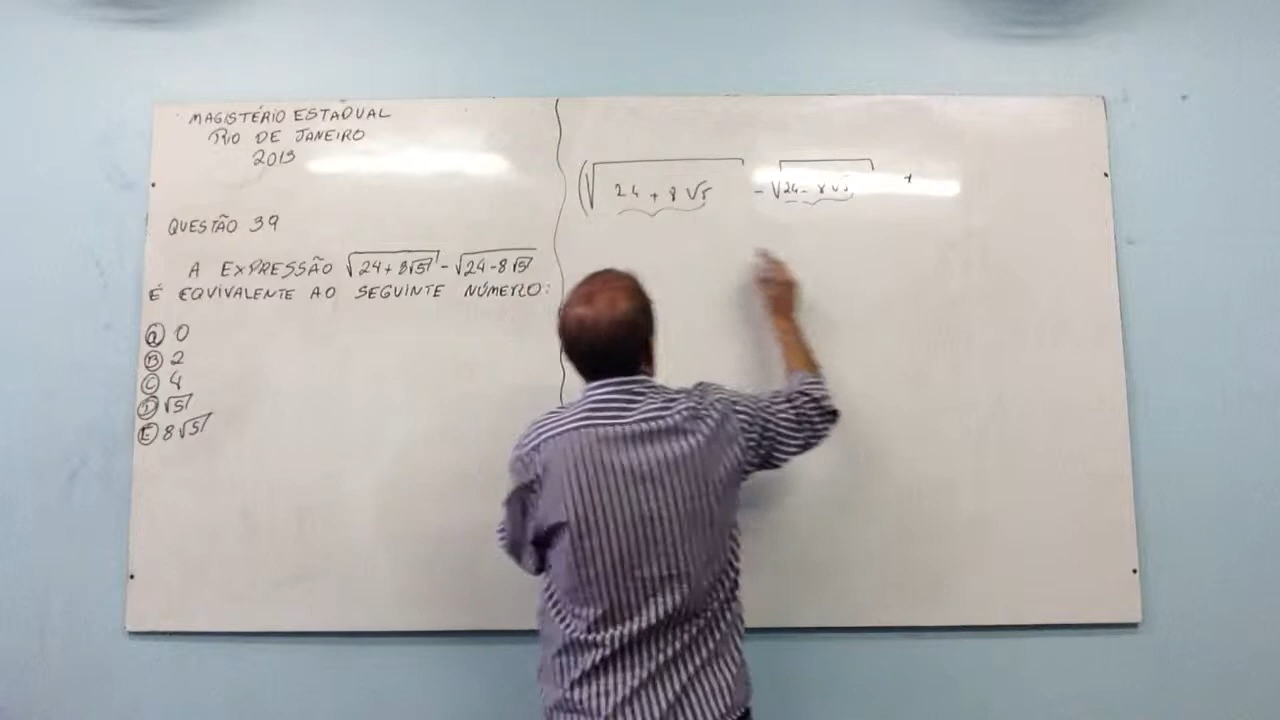 MAGISTÉRIO ESTADUAL
RIO DE JANEIRO
2013
QUESTÃO 39
A EXPRESSÃO √24+8√5 - √24-8√5
É EQUIVALENTE AO SEGUINTE NÚMERO:
A 0
B 2
C 4
D √5
E 8√5
(√24 + 8√5 - √24 - 8√5